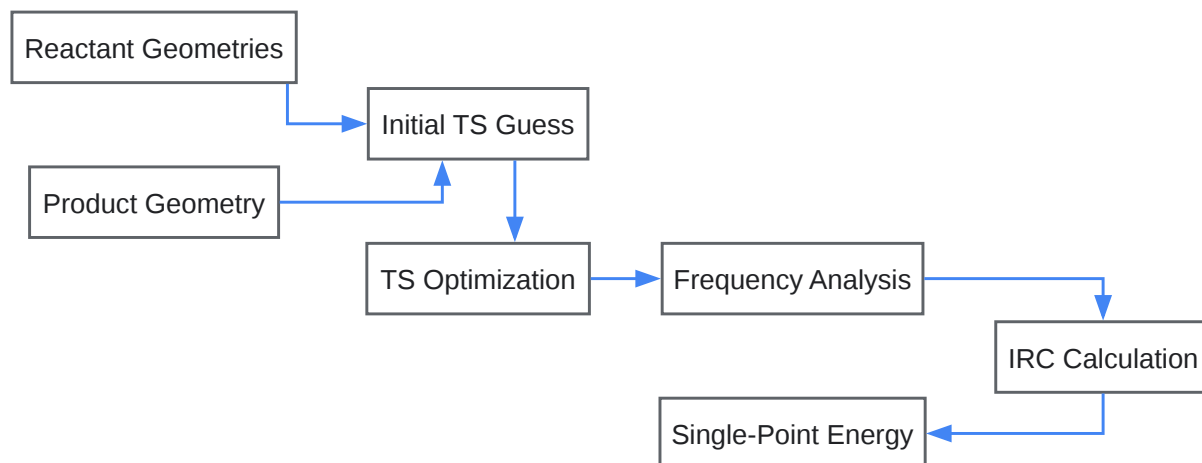 Reactant Geometries
Initial TS Guess
Product Geometry
TS Optimization
Frequency Analysis
IRC Calculation
Single-Point Energy